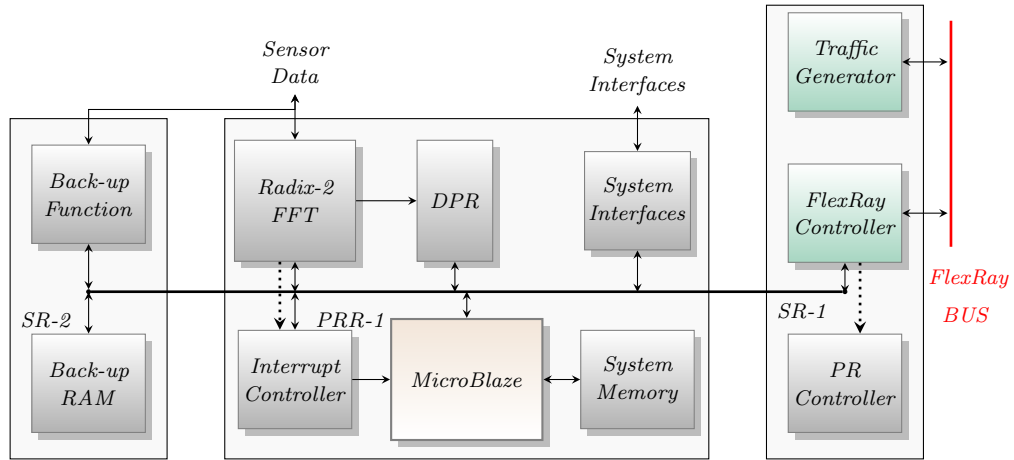 Sensor
Data
System
Interfaces
Traffic
Generator
Back-up
Function
Radix-2
FFT
DPR
System
Interfaces
FlexRay
Controller
FlexRay
BUS
SR-2
PRR-1
SR-1
Back-up
RAM
Interrupt
Controller
MicroBlaze
System
Memory
PR
Controller